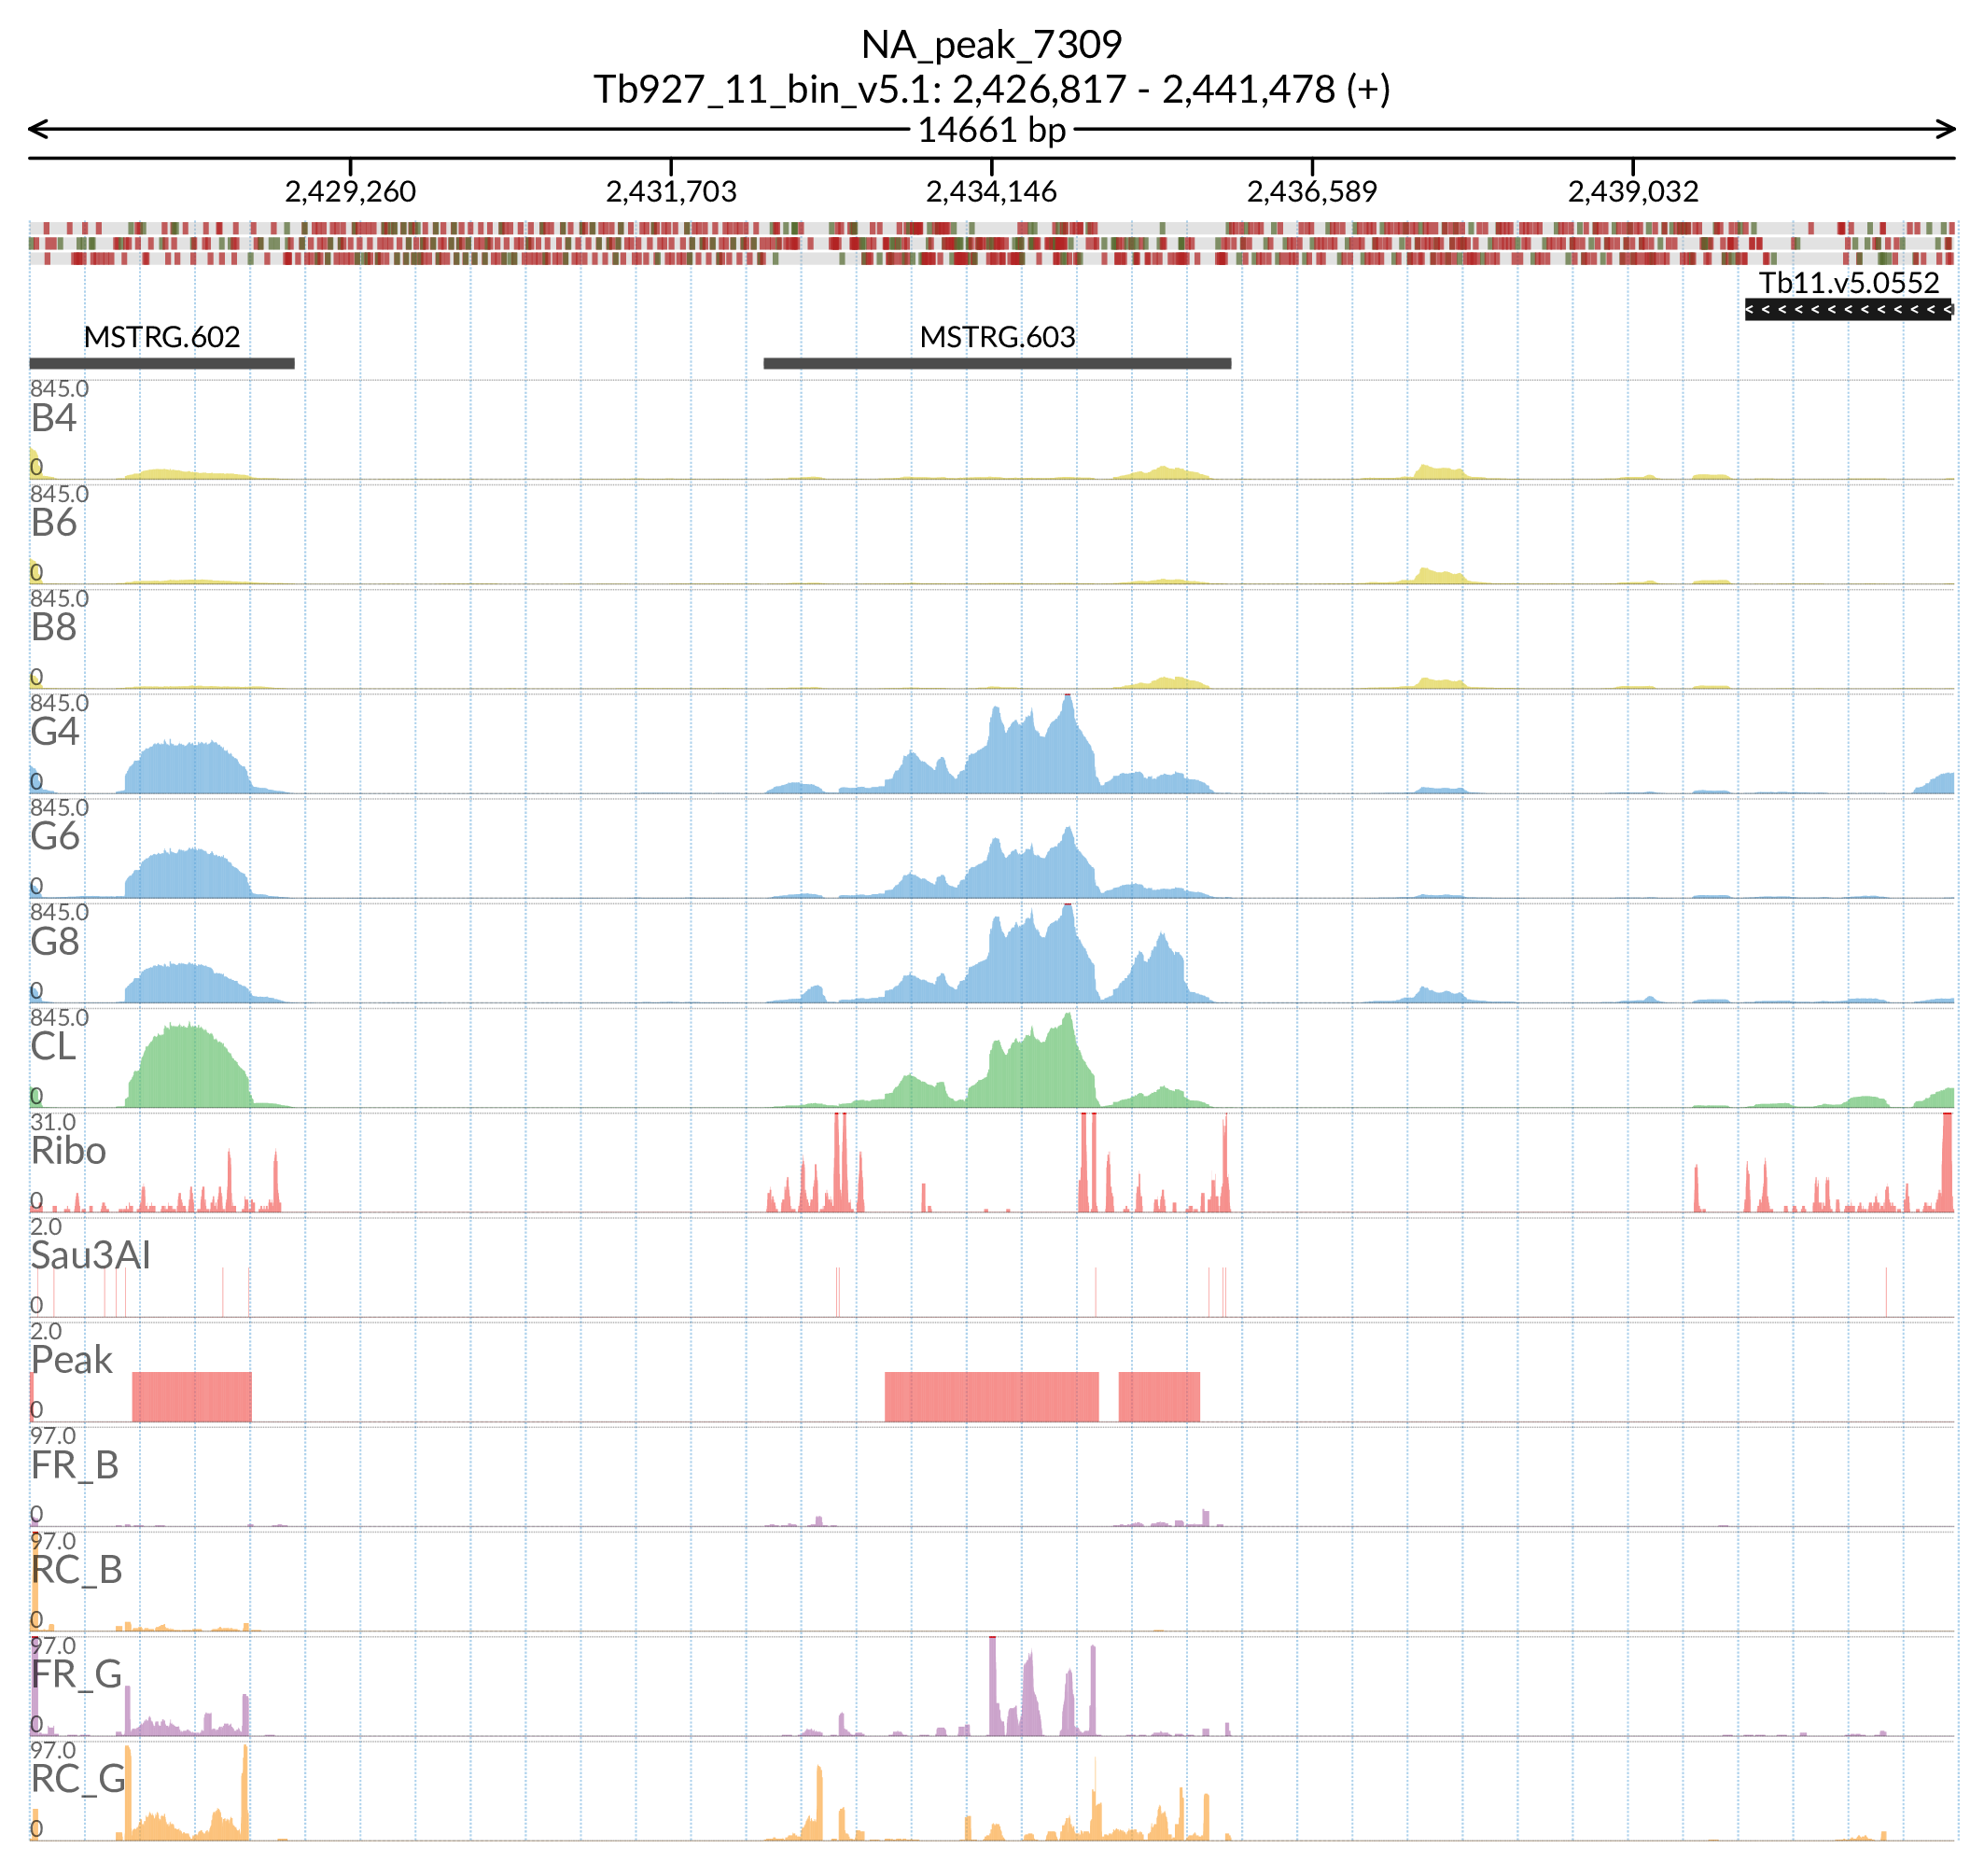 NA_peak_7309
Tb927_11_bin_v5.1: 2,426,817 - 2,441,478 (+)
14661 bp
2,429,260 2,431,703 2,434,146 2,436,589 2,439,032
Tb11.v5.0552
MSTRG.602 MSTRG.603
845.0
B4
0
845.0
B6
0
845.0
B8
0
845.0
G4
0
845.0
G6
0
845.0
G8
0
845.0
CL
0
31.0
Ribo
0
2.0
Sau3AI
0
2.0
Peak
0
97.0
FR_B
0
97.0
RC_B
0
97.0
FR_G
0
97.0
RC_G
0